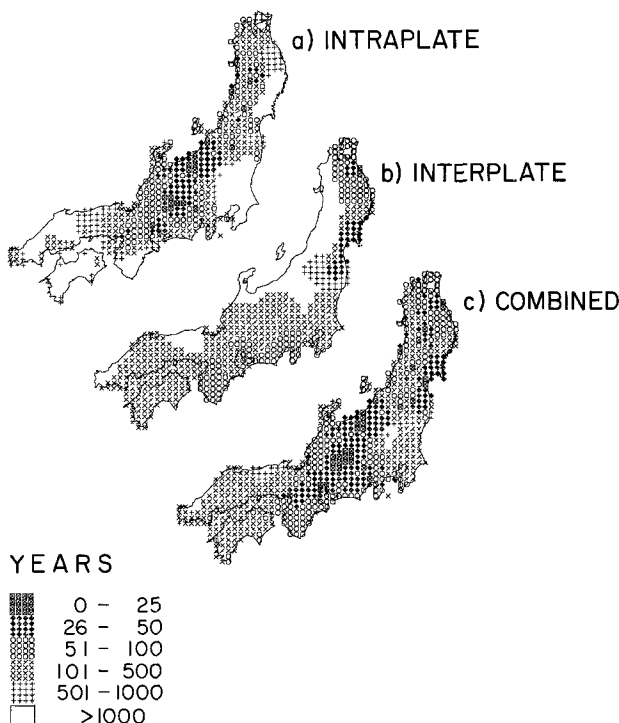 a) INTRAPLATE
b) INTERPLATE
c) COMBINED
YEARS
0 - 25
26 - 50
51 - 100
101 - 500
501 - 1000
>1000